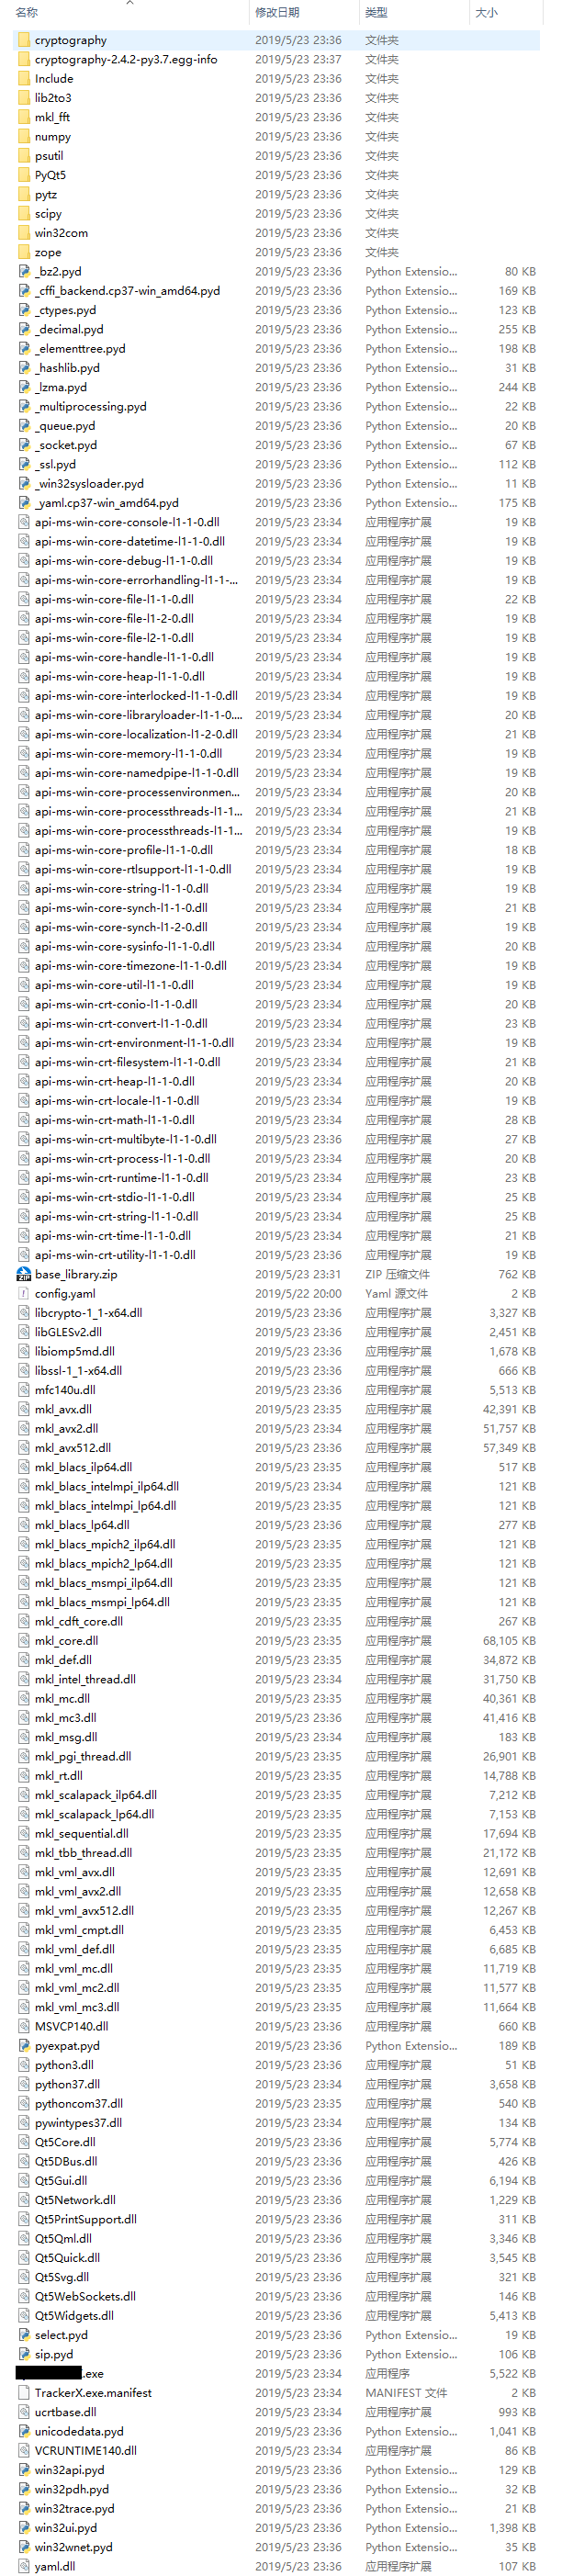 名称 修改日期 类型 大小
cryptography 2019/5/23 23:36 文件夹
cryptography-2.4.2-py3.7.egg-info 2019/5/23 23:37 文件夹
Include 2019/5/23 23:36 文件夹
lib2to3 2019/5/23 23:36 文件夹
mkl_fft 2019/5/23 23:36 文件夹
numpy 2019/5/23 23:36 文件夹
psutil 2019/5/23 23:36 文件夹
PyQt5 2019/5/23 23:36 文件夹
pytz 2019/5/23 23:36 文件夹
scipy 2019/5/23 23:36 文件夹
win32com 2019/5/23 23:36 文件夹
zope 2019/5/23 23:36 文件夹
_bz2.pyd 2019/5/23 23:36 Python Extensio... 80 KB
_cffi_backend.cp37-win_amd64.pyd 2019/5/23 23:36 Python Extensio... 169 KB
_ctypes.pyd 2019/5/23 23:36 Python Extensio... 123 KB
_decimal.pyd 2019/5/23 23:36 Python Extensio... 255 KB
_elementtree.pyd 2019/5/23 23:36 Python Extensio... 198 KB
_hashlib.pyd 2019/5/23 23:36 Python Extensio... 31 KB
_lzma.pyd 2019/5/23 23:36 Python Extensio... 244 KB
_multiprocessing.pyd 2019/5/23 23:36 Python Extensio... 22 KB
_queue.pyd 2019/5/23 23:36 Python Extensio... 20 KB
_socket.pyd 2019/5/23 23:36 Python Extensio... 67 KB
_ssl.pyd 2019/5/23 23:36 Python Extensio... 112 KB
_win32sysloader.pyd 2019/5/23 23:36 Python Extensio... 11 KB
_yaml.cp37-win_amd64.pyd 2019/5/23 23:36 Python Extensio... 175 KB
api-ms-win-core-console-l1-1-0.dll 2019/5/23 23:34 应用程序扩展 19 KB
api-ms-win-core-datetime-l1-1-0.dll 2019/5/23 23:34 应用程序扩展 19 KB
api-ms-win-core-debug-l1-1-0.dll 2019/5/23 23:34 应用程序扩展 19 KB
api-ms-win-core-errorhandling-l1-1-... 2019/5/23 23:34 应用程序扩展 19 KB
api-ms-win-core-file-l1-1-0.dll 2019/5/23 23:34 应用程序扩展 22 KB
api-ms-win-core-file-l1-2-0.dll 2019/5/23 23:34 应用程序扩展 19 KB
api-ms-win-core-file-l2-1-0.dll 2019/5/23 23:34 应用程序扩展 19 KB
api-ms-win-core-handle-l1-1-0.dll 2019/5/23 23:34 应用程序扩展 19 KB
api-ms-win-core-heap-l1-1-0.dll 2019/5/23 23:34 应用程序扩展 19 KB
api-ms-win-core-interlocked-l1-1-0.dll 2019/5/23 23:34 应用程序扩展 19 KB
api-ms-win-core-libraryloader-l1-1-0.... 2019/5/23 23:34 应用程序扩展 20 KB
api-ms-win-core-localization-l1-2-0.dll 2019/5/23 23:34 应用程序扩展 21 KB
api-ms-win-core-memory-l1-1-0.dll 2019/5/23 23:34 应用程序扩展 19 KB
api-ms-win-core-namedpipe-l1-1-0.dll 2019/5/23 23:34 应用程序扩展 19 KB
api-ms-win-core-processenvironmen... 2019/5/23 23:34 应用程序扩展 20 KB
api-ms-win-core-processthreads-l1-1... 2019/5/23 23:34 应用程序扩展 21 KB
api-ms-win-core-processthreads-l1-1... 2019/5/23 23:34 应用程序扩展 19 KB
api-ms-win-core-profile-l1-1-0.dll 2019/5/23 23:34 应用程序扩展 18 KB
api-ms-win-core-rtlsupport-l1-1-0.dll 2019/5/23 23:34 应用程序扩展 19 KB
api-ms-win-core-string-l1-1-0.dll 2019/5/23 23:34 应用程序扩展 19 KB
api-ms-win-core-synch-l1-1-0.dll 2019/5/23 23:34 应用程序扩展 21 KB
api-ms-win-core-synch-l1-2-0.dll 2019/5/23 23:34 应用程序扩展 19 KB
api-ms-win-core-sysinfo-l1-1-0.dll 2019/5/23 23:34 应用程序扩展 20 KB
api-ms-win-core-timezone-l1-1-0.dll 2019/5/23 23:34 应用程序扩展 19 KB
api-ms-win-core-util-l1-1-0.dll 2019/5/23 23:34 应用程序扩展 19 KB
api-ms-win-crt-conio-l1-1-0.dll 2019/5/23 23:34 应用程序扩展 20 KB
api-ms-win-crt-convert-l1-1-0.dll 2019/5/23 23:34 应用程序扩展 23 KB
api-ms-win-crt-environment-l1-1-0.dll 2019/5/23 23:34 应用程序扩展 19 KB
api-ms-win-crt-filesystem-l1-1-0.dll 2019/5/23 23:34 应用程序扩展 21 KB
api-ms-win-crt-heap-l1-1-0.dll 2019/5/23 23:34 应用程序扩展 20 KB
api-ms-win-crt-locale-l1-1-0.dll 2019/5/23 23:34 应用程序扩展 19 KB
api-ms-win-crt-math-l1-1-0.dll 2019/5/23 23:34 应用程序扩展 28 KB
api-ms-win-crt-multibyte-l1-1-0.dll 2019/5/23 23:36 应用程序扩展 27 KB
api-ms-win-crt-process-l1-1-0.dll 2019/5/23 23:34 应用程序扩展 20 KB
api-ms-win-crt-runtime-l1-1-0.dll 2019/5/23 23:34 应用程序扩展 23 KB
api-ms-win-crt-stdio-l1-1-0.dll 2019/5/23 23:34 应用程序扩展 25 KB
api-ms-win-crt-string-l1-1-0.dll 2019/5/23 23:34 应用程序扩展 25 KB
api-ms-win-crt-time-l1-1-0.dll 2019/5/23 23:34 应用程序扩展 21 KB
api-ms-win-crt-utility-l1-1-0.dll 2019/5/23 23:36 应用程序扩展 19 KB
base_library.zip 2019/5/23 23:31 ZIP 压缩文件 762 KB
config.yaml 2019/5/22 20:00 Yaml 源文件 2 KB
libcrypto-1_1-x64.dll 2019/5/23 23:36 应用程序扩展 3,327 KB
libGLESv2.dll 2019/5/23 23:36 应用程序扩展 2,451 KB
libiomp5md.dll 2019/5/23 23:34 应用程序扩展 1,678 KB
libssl-1_1-x64.dll 2019/5/23 23:36 应用程序扩展 666 KB
mfc140u.dll 2019/5/23 23:36 应用程序扩展 5,513 KB
mkl_avx.dll 2019/5/23 23:35 应用程序扩展 42,391 KB
mkl_avx2.dll 2019/5/23 23:34 应用程序扩展 51,757 KB
mkl_avx512.dll 2019/5/23 23:36 应用程序扩展 57,349 KB
mkl_blacs_ilp64.dll 2019/5/23 23:35 应用程序扩展 517 KB
mkl_blacs_intelmpi_ilp64.dll 2019/5/23 23:34 应用程序扩展 121 KB
mkl_blacs_intelmpi_lp64.dll 2019/5/23 23:35 应用程序扩展 121 KB
mkl_blacs_lp64.dll 2019/5/23 23:36 应用程序扩展 277 KB
mkl_blacs_mpich2_ilp64.dll 2019/5/23 23:35 应用程序扩展 121 KB
mkl_blacs_mpich2_lp64.dll 2019/5/23 23:35 应用程序扩展 121 KB
mkl_blacs_msmpi_ilp64.dll 2019/5/23 23:35 应用程序扩展 121 KB
mkl_blacs_msmpi_lp64.dll 2019/5/23 23:35 应用程序扩展 121 KB
mkl_cdft_core.dll 2019/5/23 23:35 应用程序扩展 267 KB
mkl_core.dll 2019/5/23 23:35 应用程序扩展 68,105 KB
mkl_def.dll 2019/5/23 23:35 应用程序扩展 34,872 KB
mkl_intel_thread.dll 2019/5/23 23:34 应用程序扩展 31,750 KB
mkl_mc.dll 2019/5/23 23:35 应用程序扩展 40,361 KB
mkl_mc3.dll 2019/5/23 23:36 应用程序扩展 41,416 KB
mkl_msg.dll 2019/5/23 23:34 应用程序扩展 183 KB
mkl_pgi_thread.dll 2019/5/23 23:35 应用程序扩展 26,901 KB
mkl_rt.dll 2019/5/23 23:35 应用程序扩展 14,788 KB
mkl_scalapack_ilp64.dll 2019/5/23 23:35 应用程序扩展 7,212 KB
mkl_scalapack_lp64.dll 2019/5/23 23:35 应用程序扩展 7,153 KB
mkl_sequential.dll 2019/5/23 23:35 应用程序扩展 17,694 KB
mkl_tbb_thread.dll 2019/5/23 23:35 应用程序扩展 21,172 KB
mkl_vml_avx.dll 2019/5/23 23:35 应用程序扩展 12,691 KB
mkl_vml_avx2.dll 2019/5/23 23:35 应用程序扩展 12,658 KB
mkl_vml_avx512.dll 2019/5/23 23:35 应用程序扩展 12,267 KB
mkl_vml_cmpt.dll 2019/5/23 23:35 应用程序扩展 6,453 KB
mkl_vml_def.dll 2019/5/23 23:35 应用程序扩展 6,685 KB
mkl_vml_mc.dll 2019/5/23 23:35 应用程序扩展 11,719 KB
mkl_vml_mc2.dll 2019/5/23 23:35 应用程序扩展 11,577 KB
mkl_vml_mc3.dll 2019/5/23 23:35 应用程序扩展 11,664 KB
MSVCP140.dll 2019/5/23 23:36 应用程序扩展 660 KB
pyexpat.pyd 2019/5/23 23:36 Python Extensio... 189 KB
python3.dll 2019/5/23 23:36 应用程序扩展 51 KB
python37.dll 2019/5/23 23:34 应用程序扩展 3,658 KB
pythoncom37.dll 2019/5/23 23:35 应用程序扩展 540 KB
pywintypes37.dll 2019/5/23 23:34 应用程序扩展 134 KB
Qt5Core.dll 2019/5/23 23:36 应用程序扩展 5,774 KB
Qt5DBus.dll 2019/5/23 23:36 应用程序扩展 426 KB
Qt5Gui.dll 2019/5/23 23:36 应用程序扩展 6,194 KB
Qt5Network.dll 2019/5/23 23:36 应用程序扩展 1,229 KB
Qt5PrintSupport.dll 2019/5/23 23:36 应用程序扩展 311 KB
Qt5Qml.dll 2019/5/23 23:36 应用程序扩展 3,346 KB
Qt5Quick.dll 2019/5/23 23:36 应用程序扩展 3,545 KB
Qt5Svg.dll 2019/5/23 23:36 应用程序扩展 321 KB
Qt5WebSockets.dll 2019/5/23 23:36 应用程序扩展 146 KB
Qt5Widgets.dll 2019/5/23 23:36 应用程序扩展 5,413 KB
select.pyd 2019/5/23 23:36 Python Extensio... 19 KB
sip.pyd 2019/5/23 23:36 Python Extensio... 106 KB
.exe 2019/5/23 23:34 应用程序 5,522 KB
TrackerX.exe.manifest 2019/5/23 23:34 MANIFEST 文件 2 KB
ucrtbase.dll 2019/5/23 23:34 应用程序扩展 993 KB
unicodedata.pyd 2019/5/23 23:36 Python Extensio... 1,041 KB
VCRUNTIME140.dll 2019/5/23 23:34 应用程序扩展 86 KB
win32api.pyd 2019/5/23 23:36 Python Extensio... 129 KB
win32pdh.pyd 2019/5/23 23:36 Python Extensio... 32 KB
win32trace.pyd 2019/5/23 23:36 Python Extensio... 21 KB
win32ui.pyd 2019/5/23 23:36 Python Extensio... 1,398 KB
win32wnet.pyd 2019/5/23 23:36 Python Extensio... 35 KB
yaml.dll 2019/5/23 23:36 应用程序扩展 107 KB